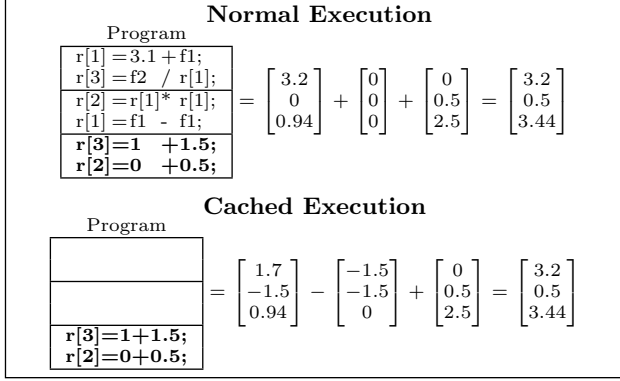 Normal Execution
Program
r[1] =3.1 +f1;
r[3] =f2 / r[1];
r[2] =r[1]* r[1];
r[1] =f1 - f1;
r[3]=1 +1.5;
r[2]=0 +0.5;
= [3.2 0 0.94] + [0 0 0] + [0 0.5 2.5] = [3.2 0.5 3.44]
Cached Execution
Program
r[3]=1+1.5;
r[2]=0+0.5;
= [1.7 −1.5 0.94] − [−1.5 −1.5 0] + [0 0.5 2.5] = [3.2 0.5 3.44]